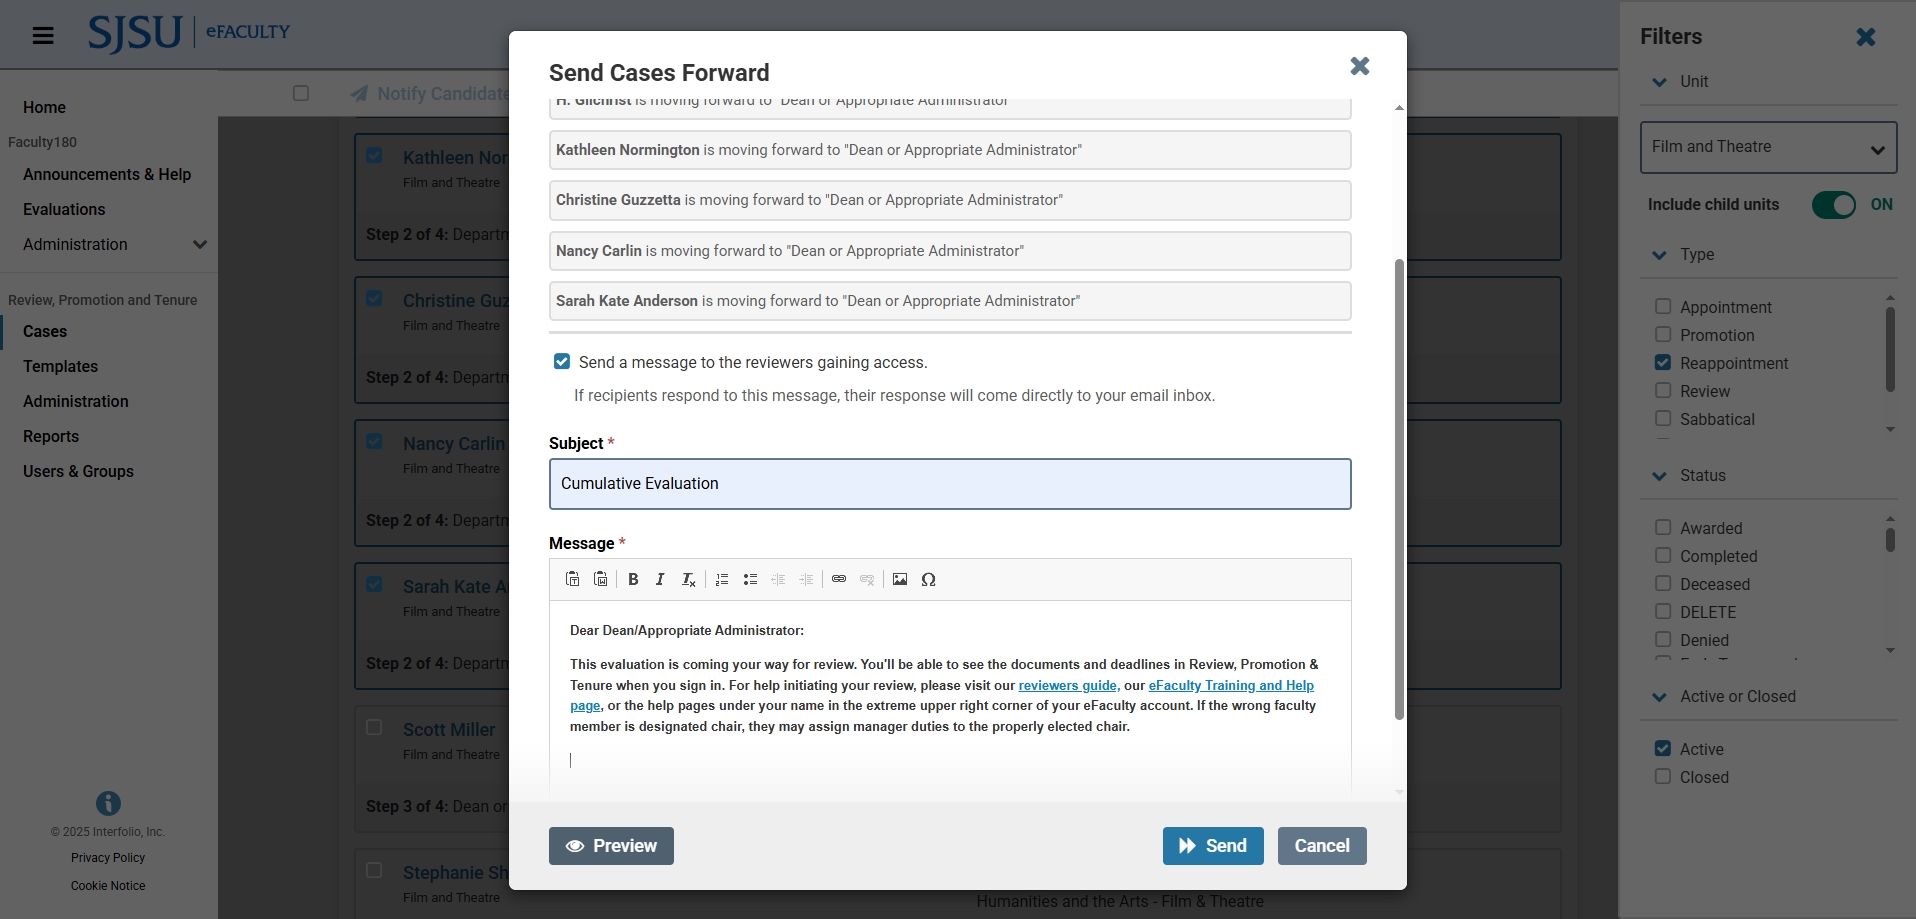 SJSU | eFACULTY
Home
Faculty180
Announcements & Help
Evaluations
Administration
Review, Promotion and Tenure
Cases
Templates
Administration
Reports
Users & Groups
© 2025 Interfolio, Inc.
Privacy Policy
Cookie Notice
Notify Candidate
Kathleen Nor
Film and Theatre
Step 2 of 4: Departm
Christine Guz
Film and Theatre
Step 2 of 4: Departm
Nancy Carlin
Film and Theatre
Step 2 of 4: Departm
Sarah Kate A
Film and Theatre
Step 2 of 4: Departm
Scott Miller
Film and Theatre
Step 3 of 4: Dean or
Stephanie Sh
Film and Theatre
Humanities and the Arts - Film & Theatre
Send Cases Forward
H. Gilchrist is moving forward to "Dean or Appropriate Administrator"
Kathleen Normington is moving forward to "Dean or Appropriate Administrator"
Christine Guzzetta is moving forward to "Dean or Appropriate Administrator"
Nancy Carlin is moving forward to "Dean or Appropriate Administrator"
Sarah Kate Anderson is moving forward to "Dean or Appropriate Administrator"
Send a message to the reviewers gaining access.
If recipients respond to this message, their response will come directly to your email inbox.
Subject *
Cumulative Evaluation
Message *
Dear Dean/Appropriate Administrator:
This evaluation is coming your way for review. You'll be able to see the documents and deadlines in Review, Promotion &
Tenure when you sign in. For help initiating your review, please visit our reviewers guide, our eFaculty Training and Help
page, or the help pages under your name in the extreme upper right corner of your eFaculty account. If the wrong faculty
member is designated chair, they may assign manager duties to the properly elected chair.
Preview
Send
Cancel
Filters
Unit
Film and Theatre
Include child units ON
Type
Appointment
Promotion
Reappointment
Review
Sabbatical
Status
Awarded
Completed
Deceased
DELETE
Denied
Active or Closed
Active
Closed